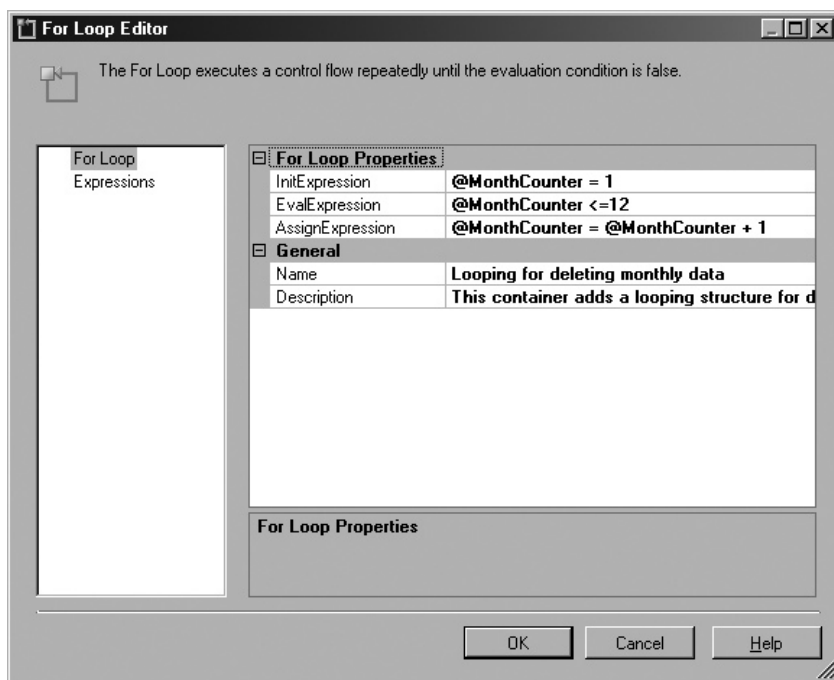 For Loop Editor
The For Loop executes a control flow repeatedly until the evaluation condition is false.
For Loop
Expressions
For Loop Properties
InitExpression @MonthCounter = 1
EvalExpression @MonthCounter <=12
AssignExpression @MonthCounter = @MonthCounter + 1
General
Name Looping for deleting monthly data
Description This container adds a looping structure for d
For Loop Properties
OK Cancel Help